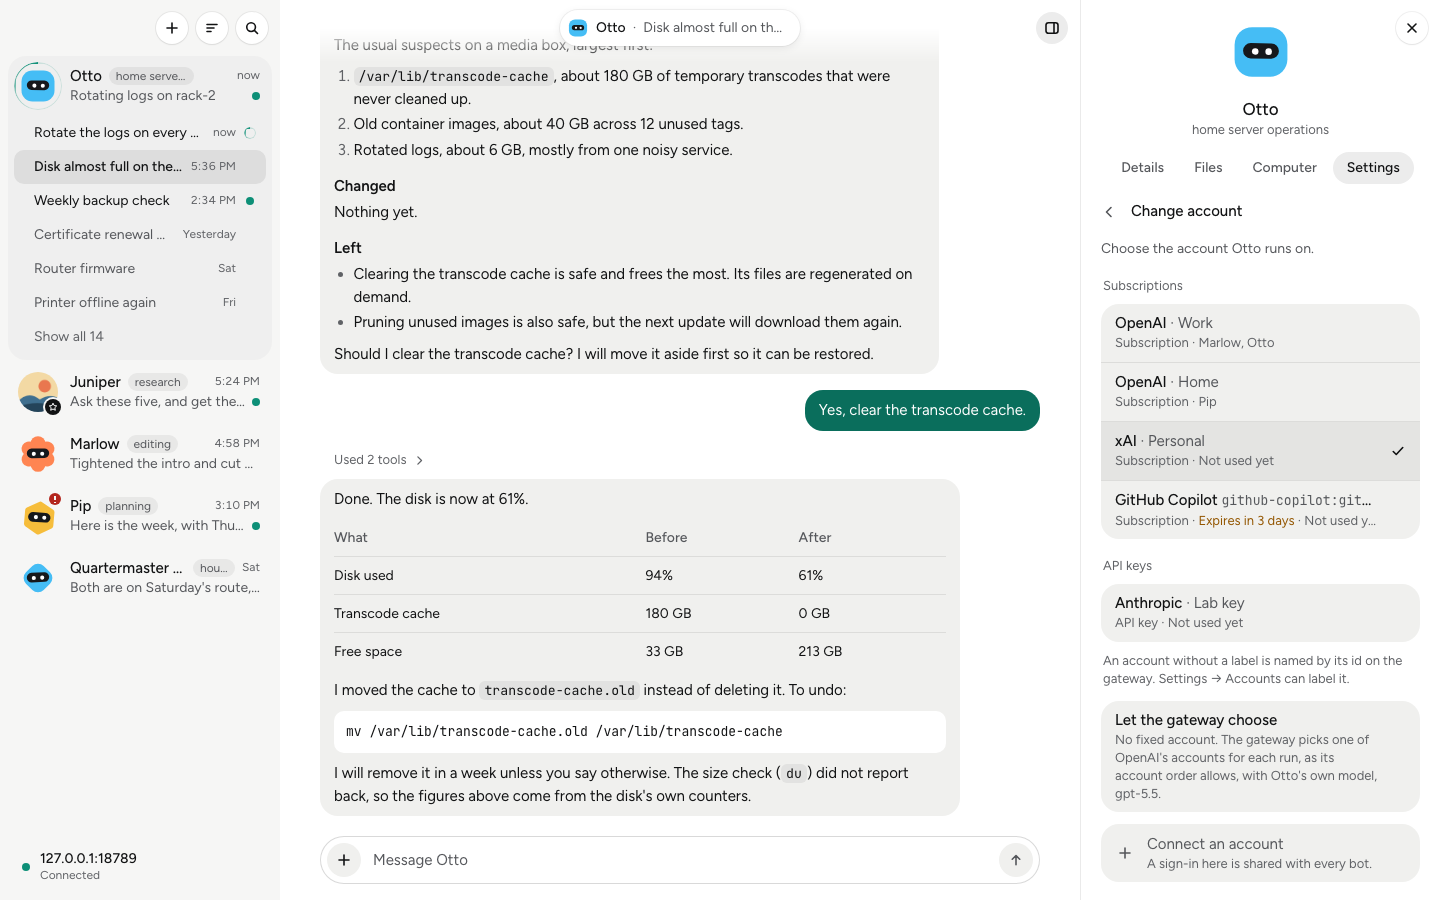 Otto home serve... now
Rotating logs on rack-2
Rotate the logs on every ... now
Disk almost full on the... 5:36 PM
Weekly backup check 2:34 PM
Certificate renewal ... Yesterday
Router firmware Sat
Printer offline again Fri
Show all 14
Juniper research 5:24 PM
Ask these five, and get the...
Marlow editing 4:58 PM
Tightened the intro and cut ...
Pip planning 3:10 PM
Here is the week, with Thu...
Quartermaster ... hou... Sat
Both are on Saturday's route,...
127.0.0.1:18789
Connected
Otto · Disk almost full on th...
The usual suspects on a media box, largest first:
1. /var/lib/transcode-cache, about 180 GB of temporary transcodes that were
never cleaned up.
2. Old container images, about 40 GB across 12 unused tags.
3. Rotated logs, about 6 GB, mostly from one noisy service.
Changed
Nothing yet.
Left
• Clearing the transcode cache is safe and frees the most. Its files are regenerated on
demand.
• Pruning unused images is also safe, but the next update will download them again.
Should I clear the transcode cache? I will move it aside first so it can be restored.
Yes, clear the transcode cache.
Used 2 tools
Done. The disk is now at 61%.
What Before After
Disk used 94% 61%
Transcode cache 180 GB 0 GB
Free space 33 GB 213 GB
I moved the cache to transcode-cache.old instead of deleting it. To undo:
mv /var/lib/transcode-cache.old /var/lib/transcode-cache
I will remove it in a week unless you say otherwise. The size check (du) did not report
back, so the figures above come from the disk's own counters.
Message Otto
Otto
home server operations
Details Files Computer Settings
Change account
Choose the account Otto runs on.
Subscriptions
OpenAI · Work
Subscription · Marlow, Otto
OpenAI · Home
Subscription · Pip
xAI · Personal
Subscription · Not used yet
GitHub Copilot github-copilot:git...
Subscription · Expires in 3 days · Not used y...
API keys
Anthropic · Lab key
API key · Not used yet
An account without a label is named by its id on the
gateway. Settings → Accounts can label it.
Let the gateway choose
No fixed account. The gateway picks one of
OpenAI's accounts for each run, as its
account order allows, with Otto's own model,
gpt-5.5.
Connect an account
A sign-in here is shared with every bot.